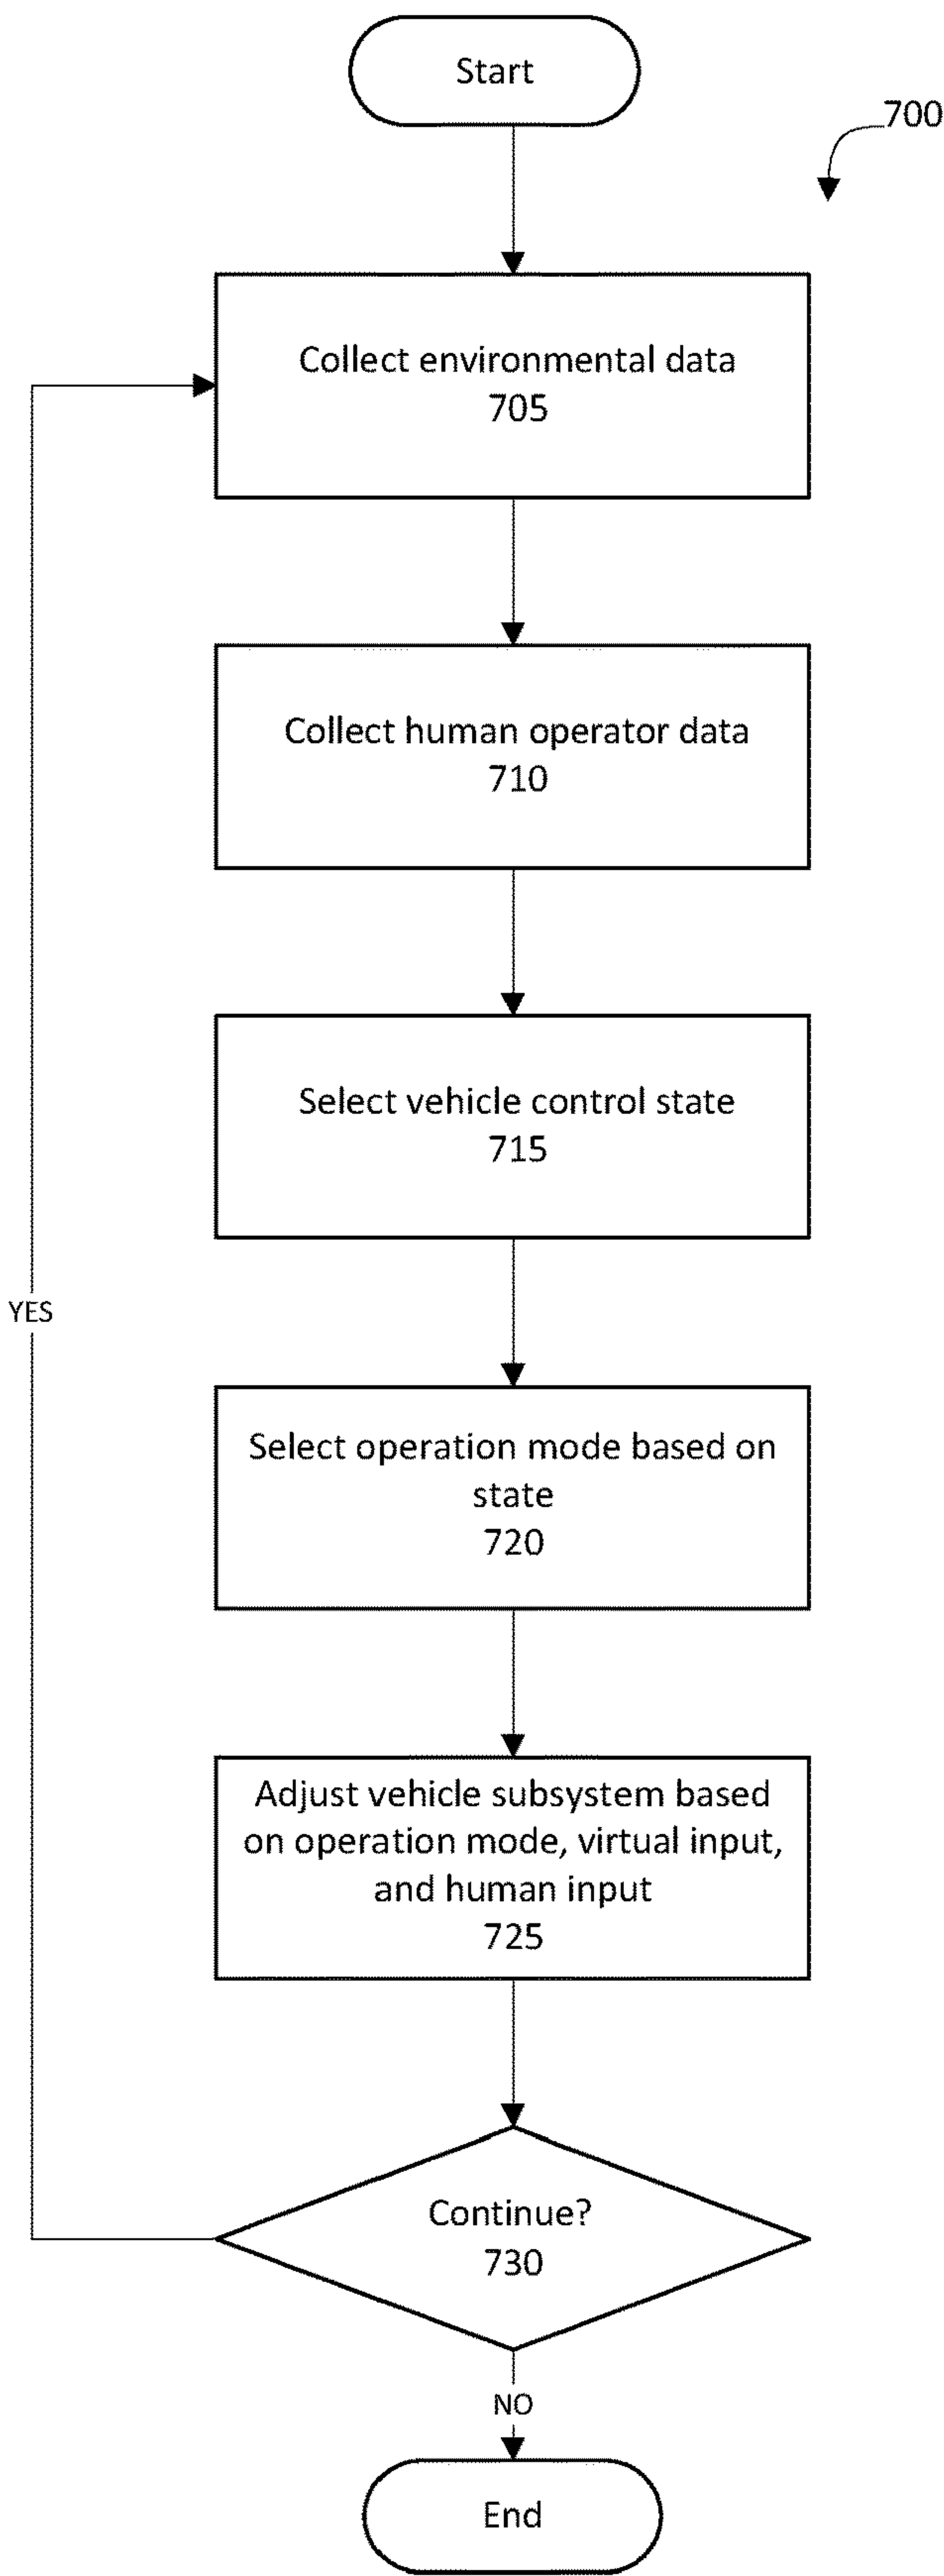 Start
700
Collect environmental data
705
Collect human operator data
710
Select vehicle control state
715
YES
Select operation mode based on
state
720
Adjust vehicle subsystem based
on operation mode, virtual input,
and human input
725
Continue?
730
NO
End